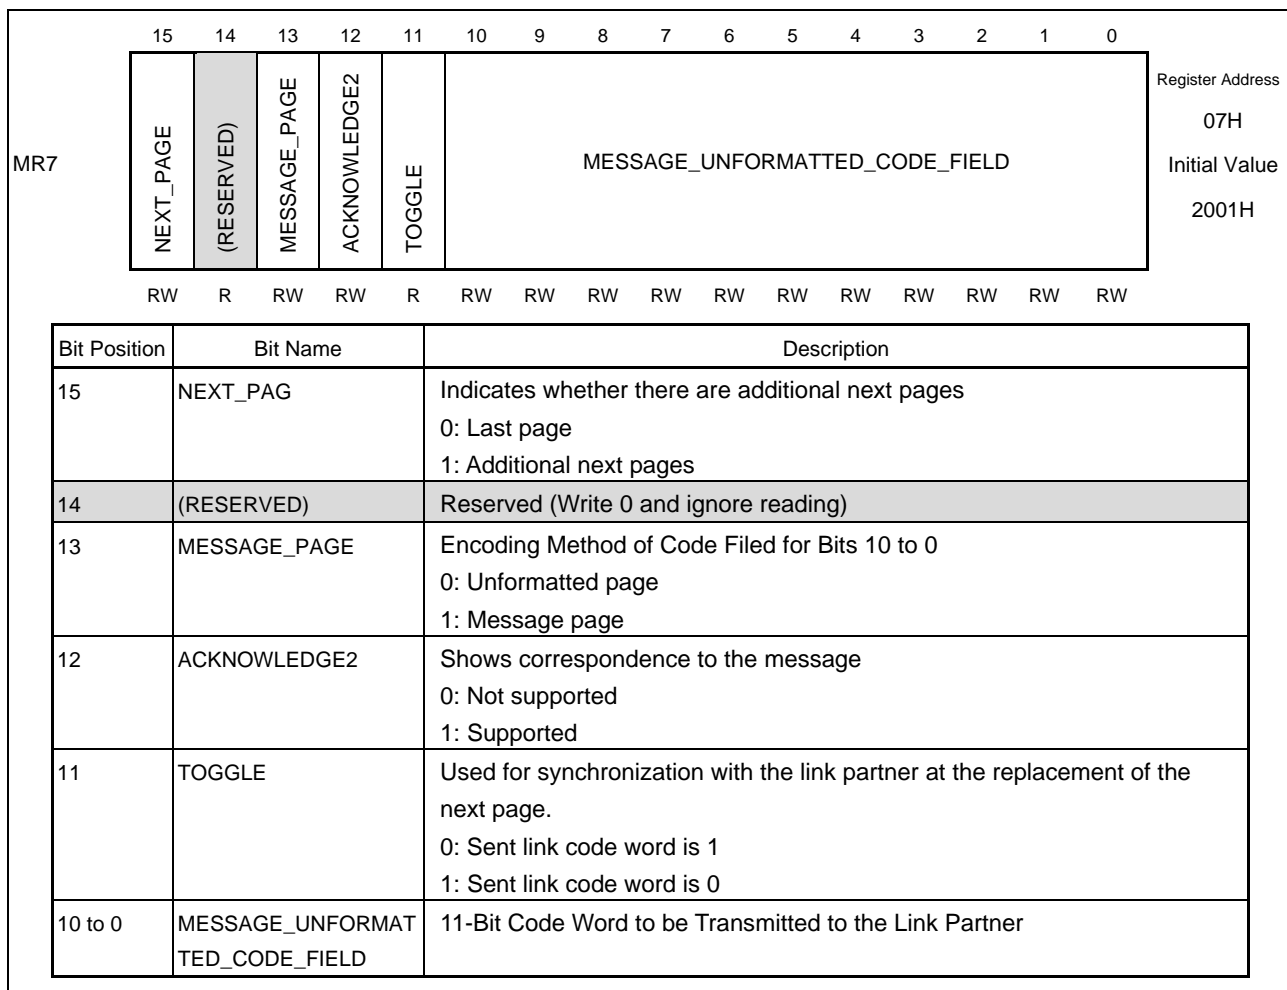 15 14 13 12 11 10 9 8 7 6 5 4 3 2 1 0
MR7
NEXT_PAGE
(RESERVED)
MESSAGE_PAGE
ACKNOWLEDGE2
TOGGLE
MESSAGE_UNFORMATTED_CODE_FIELD
Register Address
07H
Initial Value
2001H
RW R RW RW R RW RW RW RW RW RW RW RW RW RW RW
Bit Position Bit Name Description
15 NEXT_PAG Indicates whether there are additional next pages
0: Last page
1: Additional next pages
14 (RESERVED) Reserved (Write 0 and ignore reading)
13 MESSAGE_PAGE Encoding Method of Code Filed for Bits 10 to 0
0: Unformatted page
1: Message page
12 ACKNOWLEDGE2 Shows correspondence to the message
0: Not supported
1: Supported
11 TOGGLE Used for synchronization with the link partner at the replacement of the
next page.
0: Sent link code word is 1
1: Sent link code word is 0
10 to 0 MESSAGE_UNFORMAT 11-Bit Code Word to be Transmitted to the Link Partner
TED_CODE_FIELD